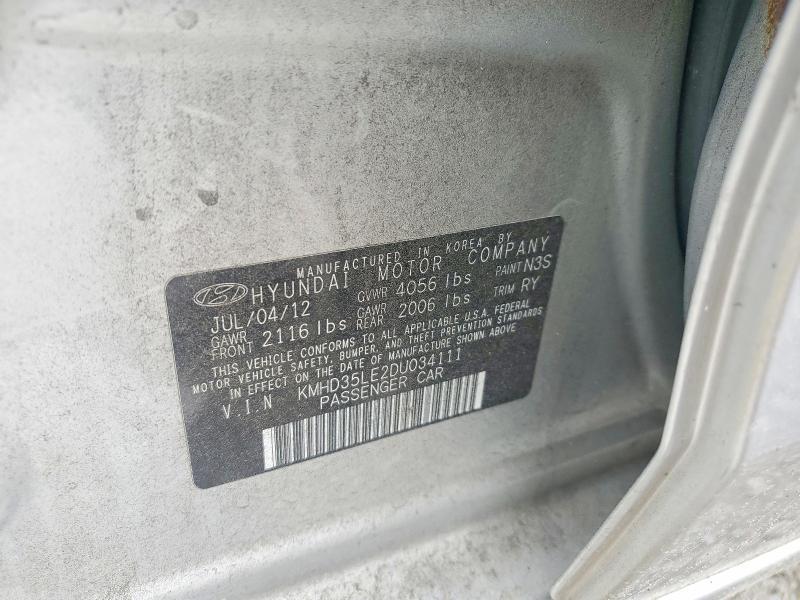 MANUFACTURED IN KOREA BY
HYUNDAI MOTOR COMPANY
JUL/04/12 GVWR 4056 lbs PAINT N3S
GAWR FRONT 2116 lbs GAWR REAR 2006 lbs TRIM RY
THIS VEHICLE CONFORMS TO ALL APPLICABLE U.S.A. FEDERAL
MOTOR VEHICLE SAFETY, BUMPER, AND THEFT PREVENTION STANDARDS
IN EFFECT ON THE DATE OF MANUFACTURE SHOWN ABOVE.
V.I.N KMHD35LE2DU034111
PASSENGER CAR